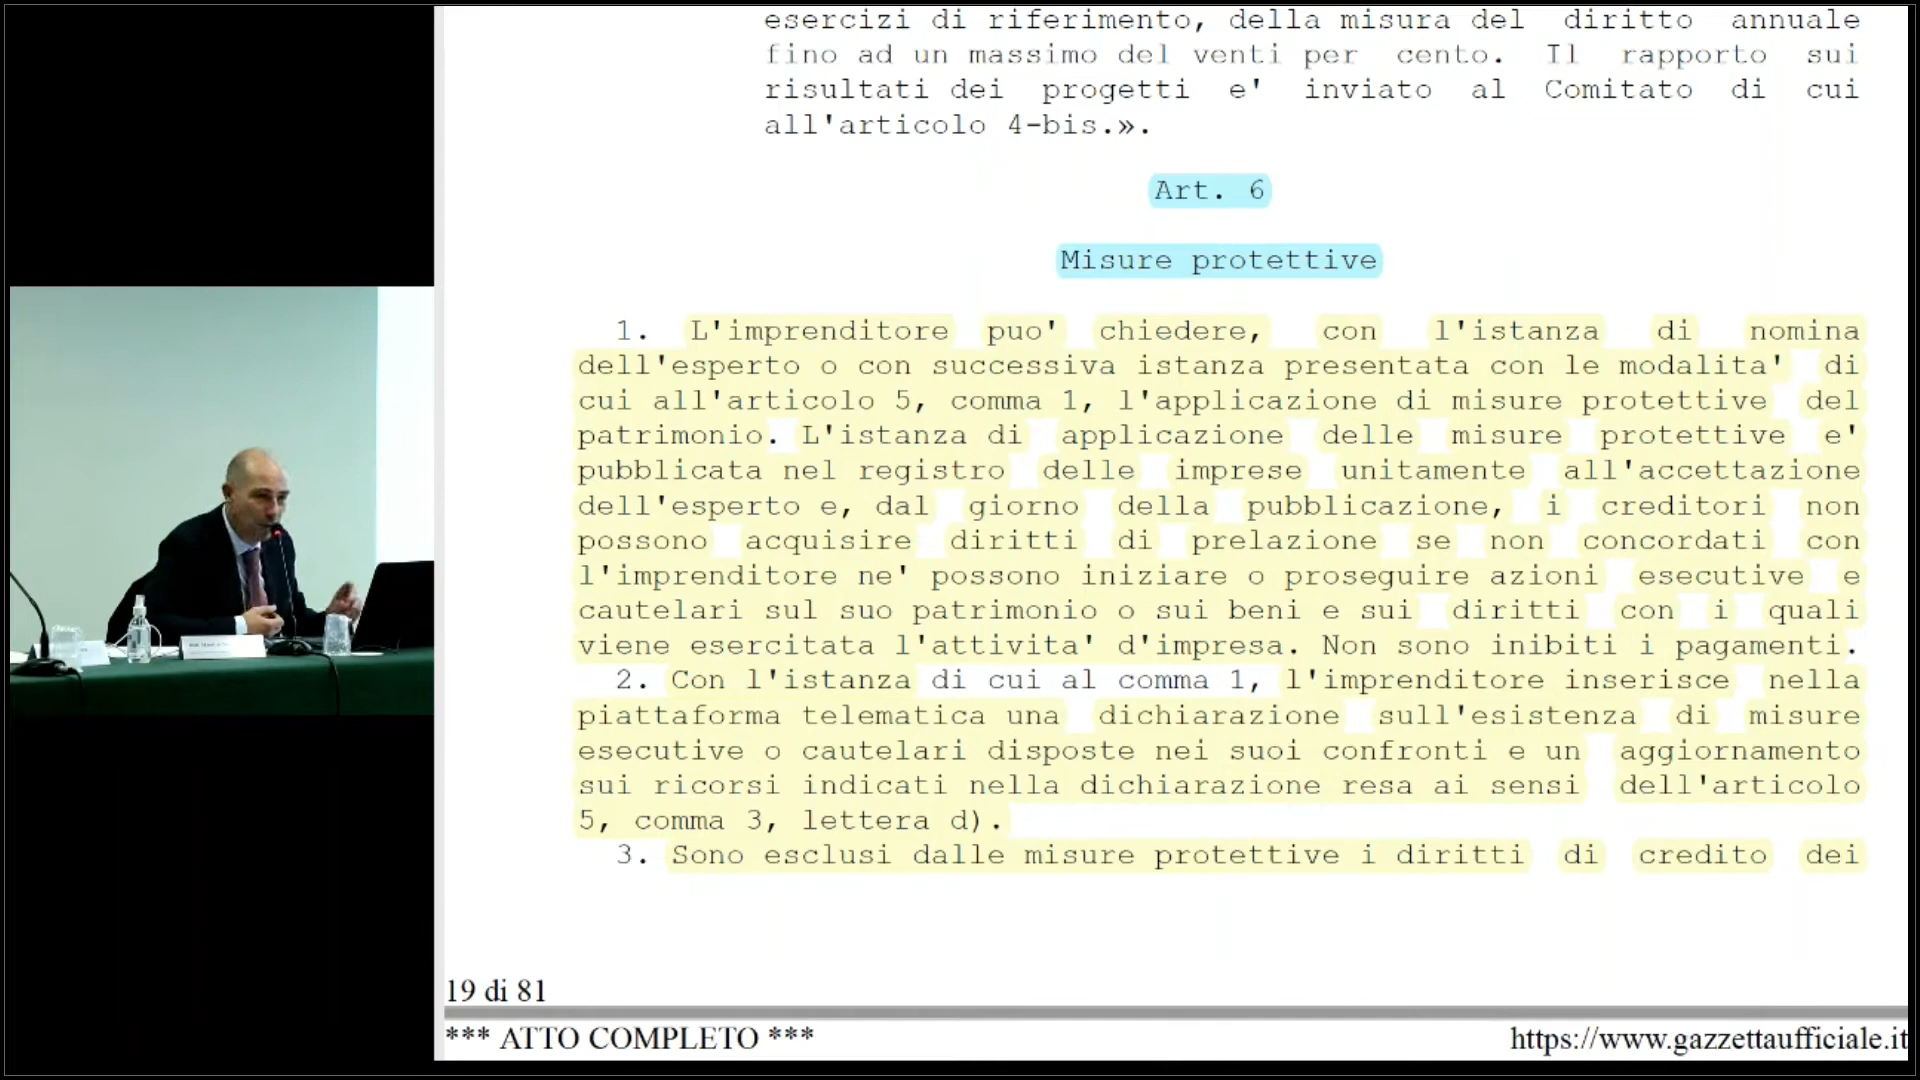 esercizi di riferimento, della misura del diritto annuale
fino ad un massimo del venti per cento. Il rapporto sui
risultati dei progetti e' inviato al Comitato di cui
all'articolo 4-bis.».
Art. 6
Misure protettive
1. L'imprenditore puo' chiedere, con l'istanza di nomina
dell'esperto o con successiva istanza presentata con le modalita' di
cui all'articolo 5, comma 1, l'applicazione di misure protettive del
patrimonio. L'istanza di applicazione delle misure protettive e'
pubblicata nel registro delle imprese unitamente all'accettazione
dell'esperto e, dal giorno della pubblicazione, i creditori non
possono acquisire diritti di prelazione se non concordati con
l'imprenditore ne' possono iniziare o proseguire azioni esecutive e
cautelari sul suo patrimonio o sui beni e sui diritti con i quali
viene esercitata l'attivita' d'impresa. Non sono inibiti i pagamenti.
2. Con l'istanza di cui al comma 1, l'imprenditore inserisce nella
piattaforma telematica una dichiarazione sull'esistenza di misure
esecutive o cautelari disposte nei suoi confronti e un aggiornamento
sui ricorsi indicati nella dichiarazione resa ai sensi dell'articolo
5, comma 3, lettera d).
3. Sono esclusi dalle misure protettive i diritti di credito dei
19 di 81
*** ATTO COMPLETO ***
https://www.gazzettaufficiale.it